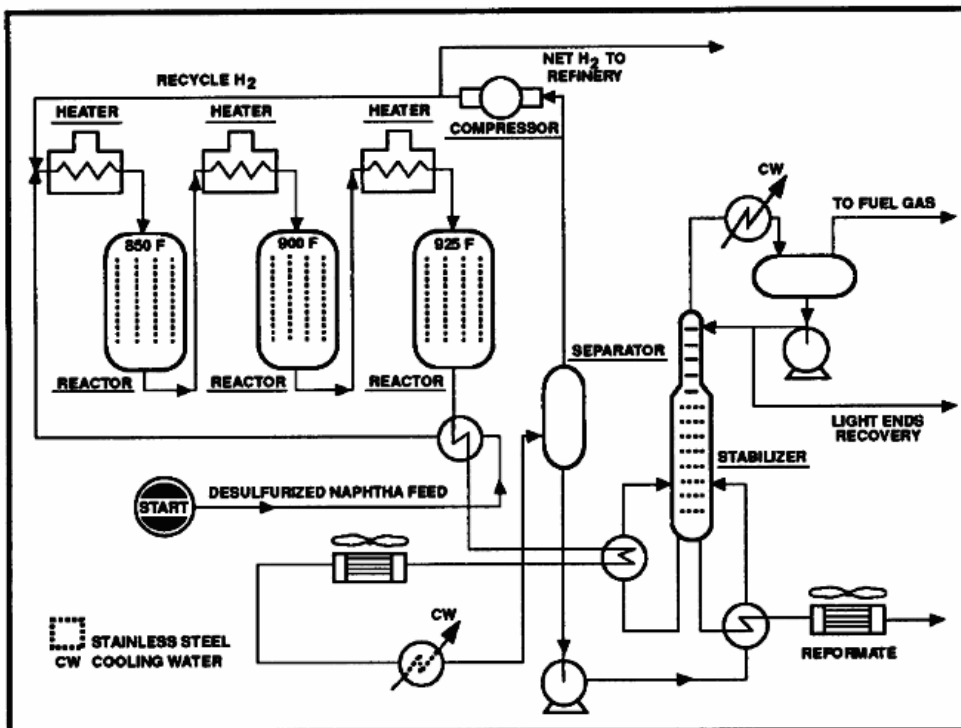 NET H2 TO
REFINERY
RECYCLE H2
HEATER
HEATER
HEATER
COMPRESSOR
CW
TO FUEL GAS
850 F
900 F
925 F
SEPARATOR
REACTOR
REACTOR
REACTOR
LIGHT ENDS
RECOVERY
STABILIZER
DESULFURIZED NAPHTHA FEED
START
CW
STAINLESS STEEL
CW COOLING WATER
REFORMATE